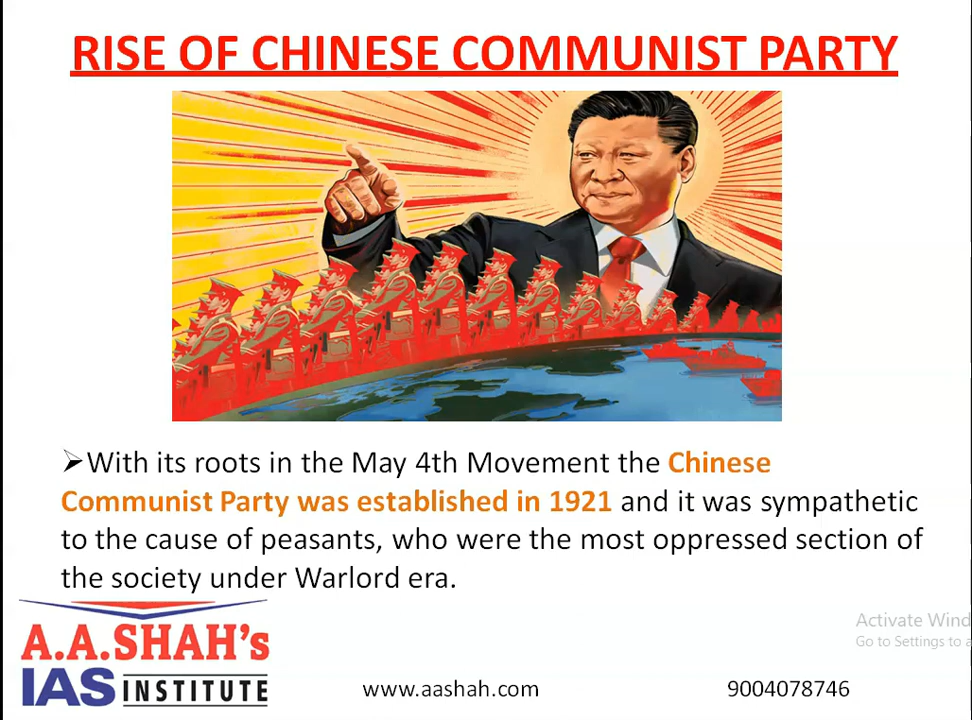 RISE OF CHINESE COMMUNIST PARTY
➢With its roots in the May 4th Movement the Chinese
Communist Party was established in 1921 and it was sympathetic
to the cause of peasants, who were the most oppressed section of
the society under Warlord era.
Activate Wind
Go to Settings to a
A.A.SHAH's
IAS INSTITUTE
www.aashah.com
9004078746